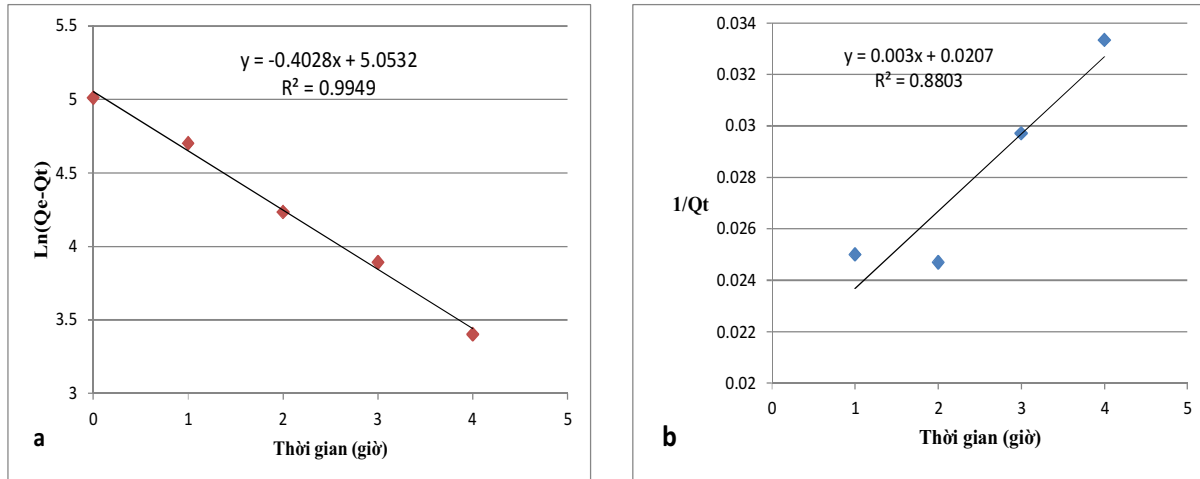 y = -0.4028x + 5.0532
R² = 0.9949
5.5
5
4.5
4
3.5
3
Ln(Qe-Qt)
0 1 2 3 4 5
Thời gian (giờ)
a
y = 0.003x + 0.0207
R² = 0.8803
0.034
0.032
0.03
0.028
0.026
0.024
0.022
0.02
1/Qt
0 1 2 3 4 5
Thời gian (giờ)
b